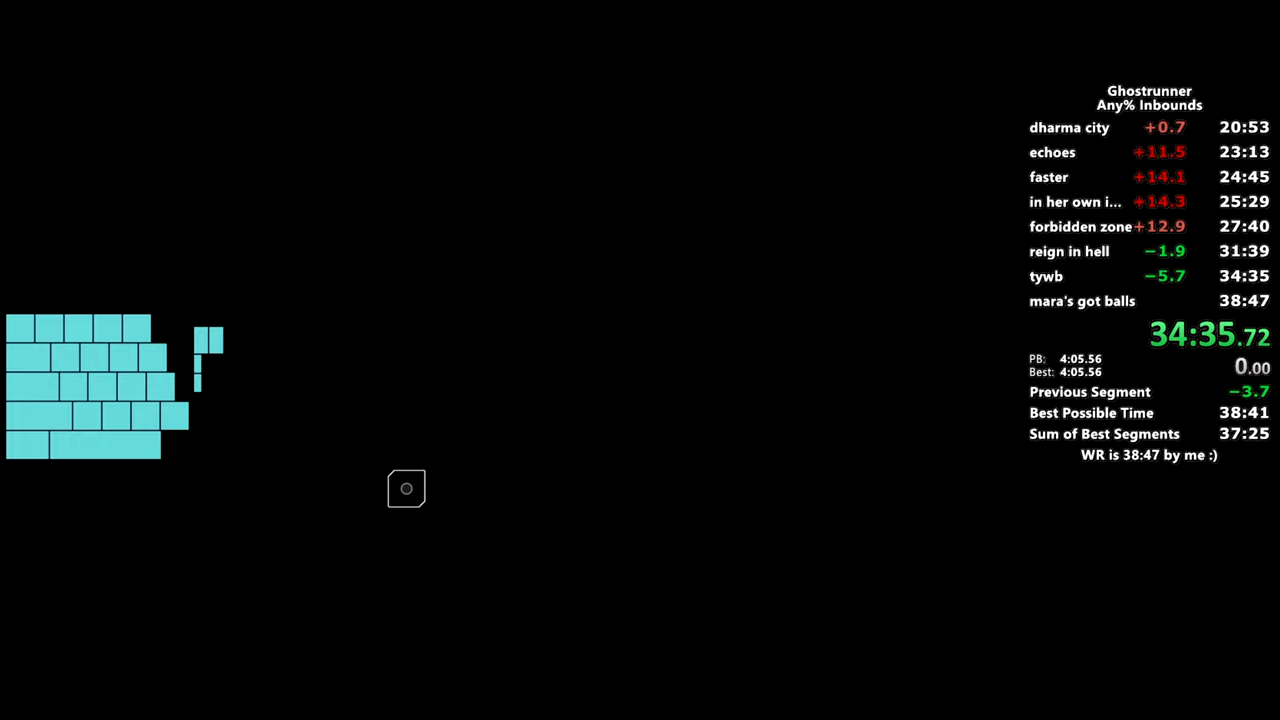 Ghostrunner
Any% Inbounds
dharma city +0.7 20:53
echoes +11.5 23:13
faster +14.1 24:45
in her own i... +14.3 25:29
forbidden zone +12.9 27:40
reign in hell −1.9 31:39
tywb −5.7 34:35
mara's got balls 38:47
34:35.72
PB: 4:05.56
Best: 4:05.56
0.00
Previous Segment −3.7
Best Possible Time 38:41
Sum of Best Segments 37:25
WR is 38:47 by me :)